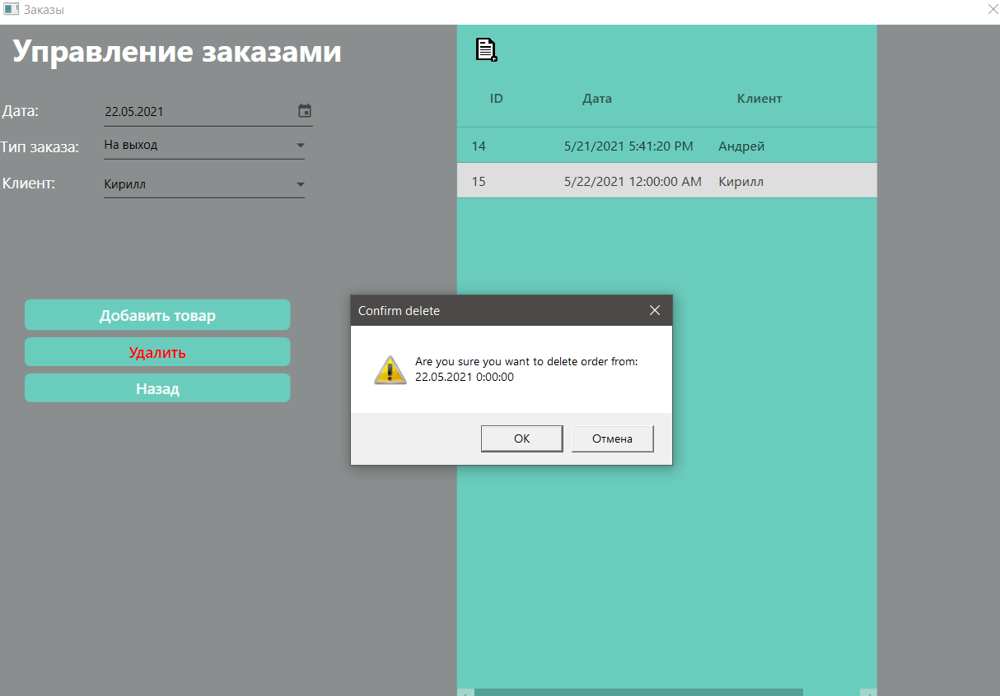 Заказы
Управление заказами
Дата:
22.05.2021
Тип заказа:
На выход
Клиент:
Кирилл
Добавить товар
Удалить
Назад
ID Дата Клиент
14 5/21/2021 5:41:20 PM Андрей
15 5/22/2021 12:00:00 AM Кирилл
Confirm delete
Are you sure you want to delete order from:
22.05.2021 0:00:00
OK Отмена